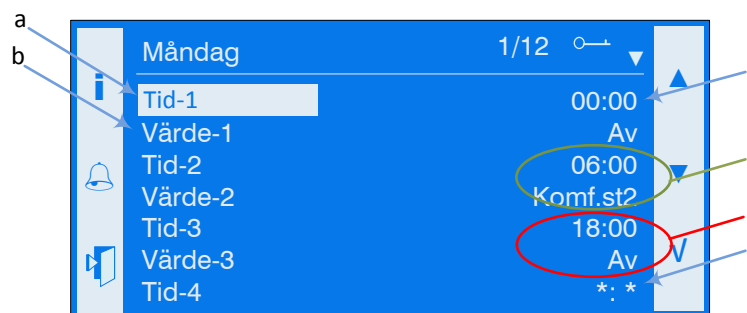 a
b
Måndag 1/12
Tid-1 00:00
Värde-1 Av
Tid-2 06:00
Värde-2 Komf.st2
Tid-3 18:00
Värde-3 Av
Tid-4 *: *
i
√